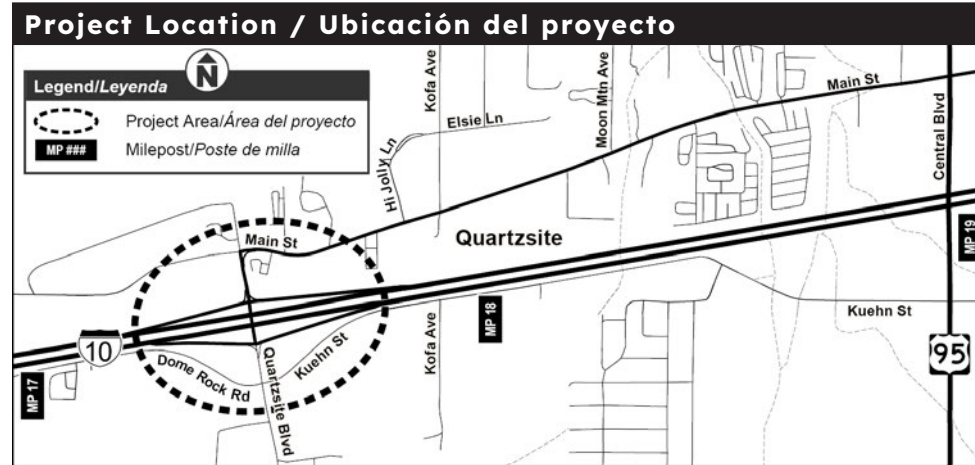 Project Location / Ubicación del proyecto
N
Legend/Leyenda
Project Area/Área del proyecto
MP ###
Milepost/Poste de milla
Kofa Ave
Elsie Ln
Hi Jolly Ln
Moon Mtn Ave
Main St
Central Blvd
Main St
Quartzsite
MP 19
MP 18
Kuehn St
10
Kuehn St
Kofa Ave
95
Dome Rock Rd
Quartzsite Blvd
MP 17